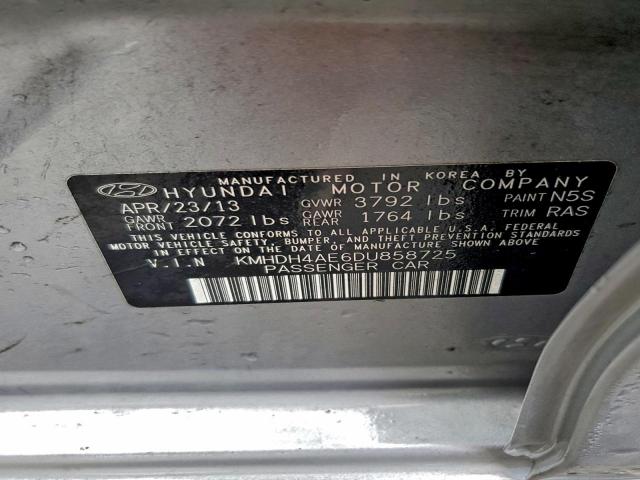 MANUFACTURED IN KOREA BY
HYUNDAI MOTOR COMPANY
APR/23/13 GVWR 3792 lbs PAINT N5S
GAWR FRONT 2072 lbs GAWR REAR 1764 lbs TRIM RAS
THIS VEHICLE CONFORMS TO ALL APPLICABLE U.S.A. FEDERAL
MOTOR VEHICLE SAFETY, BUMPER, AND THEFT PREVENTION STANDARDS
IN EFFECT ON THE DATE OF MANUFACTURE SHOWN ABOVE.
V.I.N KMHDH4AE6DU858725
PASSENGER CAR